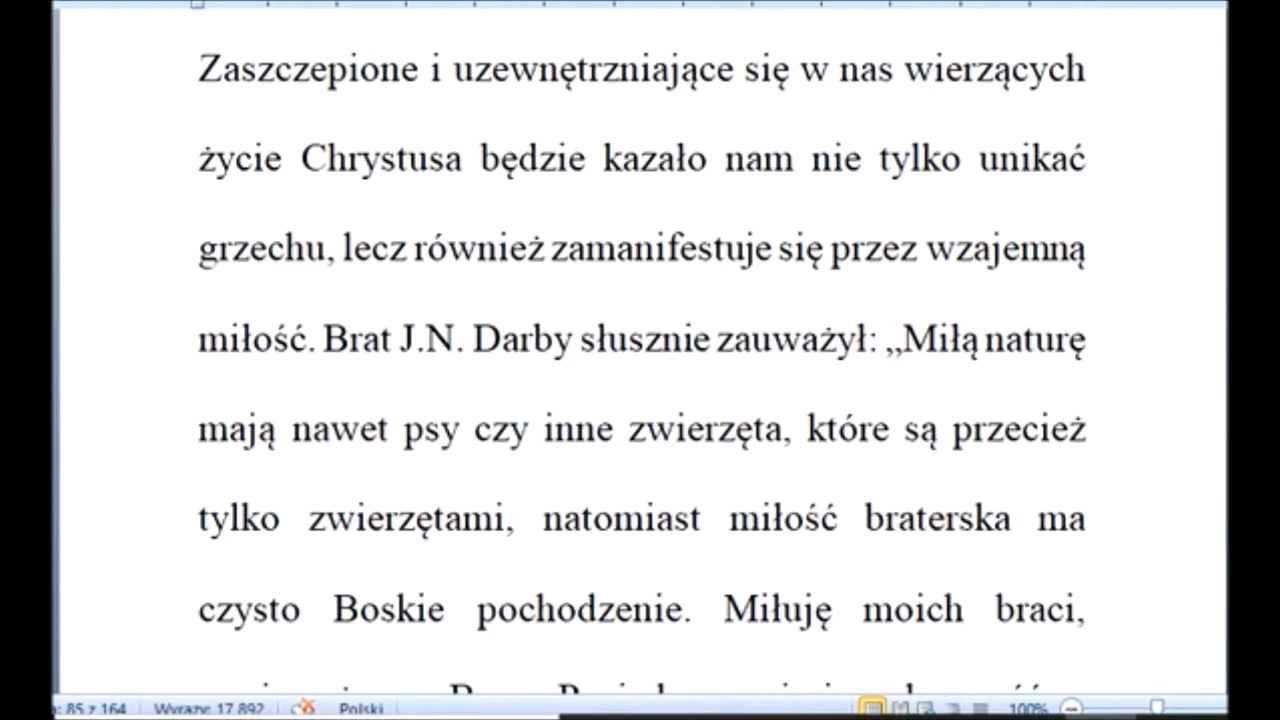 Zaszczepione i uzewnętrzniające się w nas wierzących
życie Chrystusa będzie kazało nam nie tylko unikać
grzechu, lecz również zamanifestuje się przez wzajemną
miłość. Brat J.N. Darby słusznie zauważył: „Miłą naturę
mają nawet psy czy inne zwierzęta, które są przecież
tylko zwierzętami, natomiast miłość braterska ma
czysto Boskie pochodzenie. Miłuję moich braci,
: 85 z 164 Wyrazy: 17 892 Polski 100%